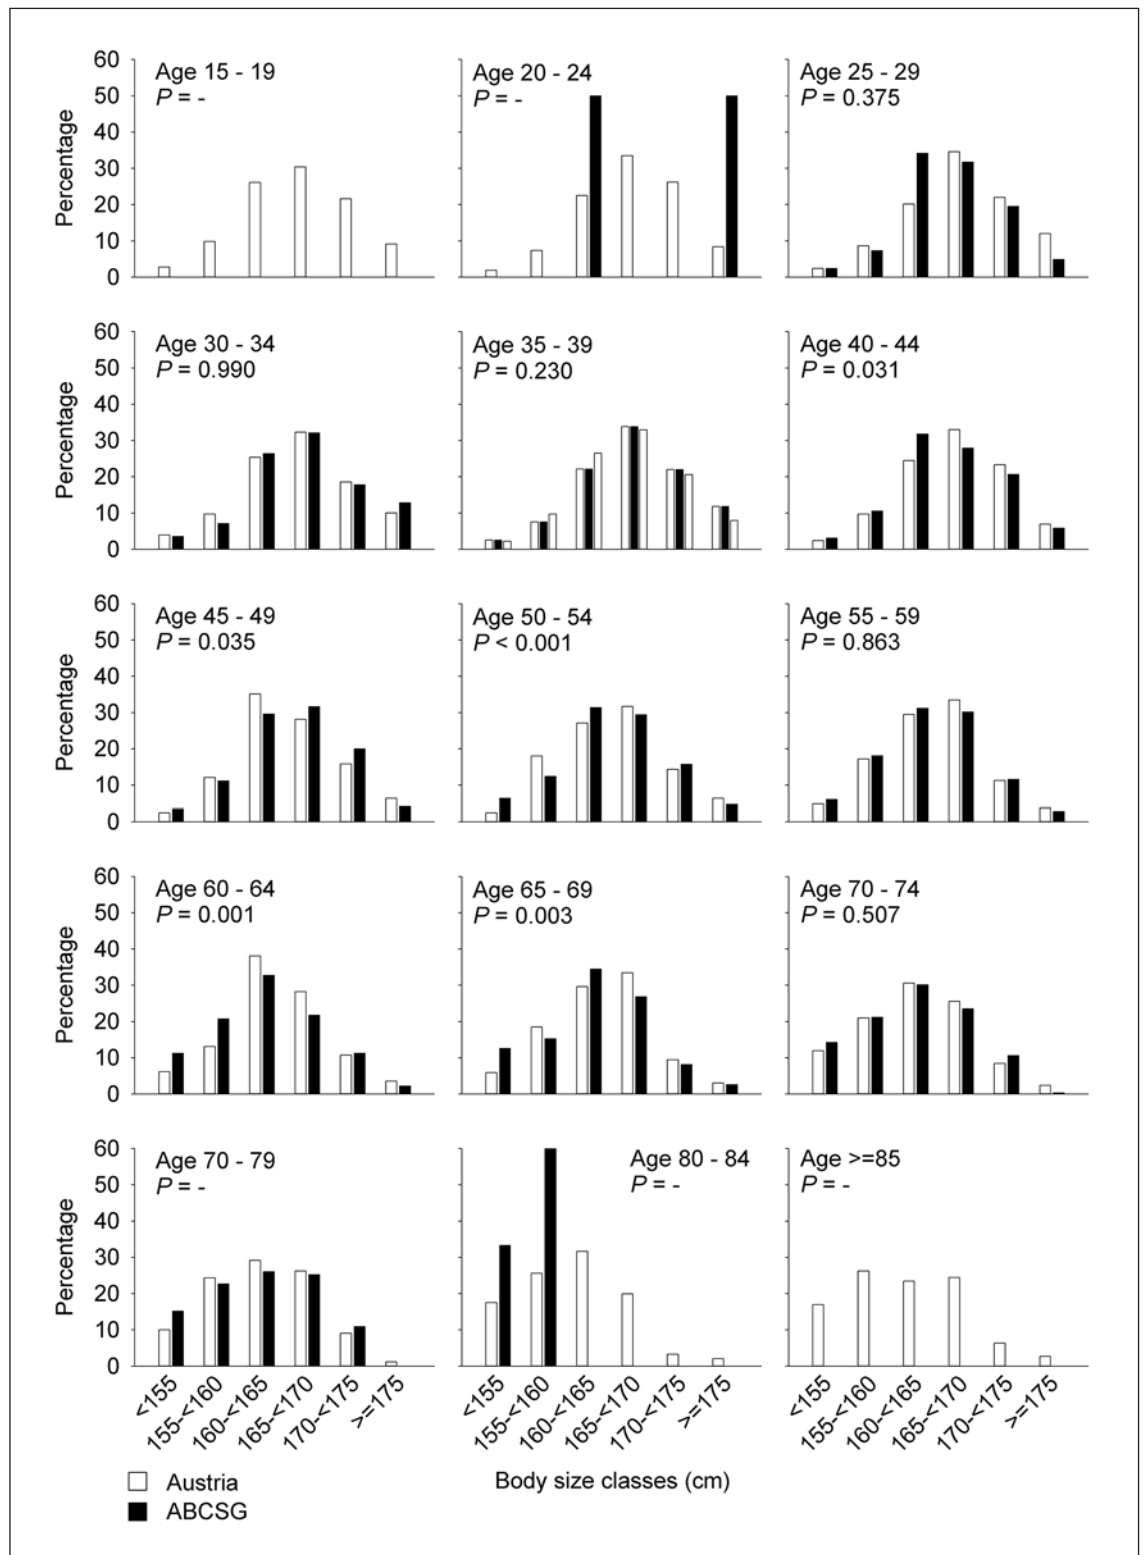 60
50
40
30
20
10
0
Percentage
Age 15 - 19
P = -
Age 20 - 24
P = -
Age 25 - 29
P = 0.375
60
50
40
30
20
10
0
Percentage
Age 30 - 34
P = 0.990
Age 35 - 39
P = 0.230
Age 40 - 44
P = 0.031
60
50
40
30
20
10
0
Percentage
Age 45 - 49
P = 0.035
Age 50 - 54
P < 0.001
Age 55 - 59
P = 0.863
60
50
40
30
20
10
0
Percentage
Age 60 - 64
P = 0.001
Age 65 - 69
P = 0.003
Age 70 - 74
P = 0.507
60
50
40
30
20
10
0
Percentage
Age 70 - 79
P = -
Age 80 - 84
P = -
Age >=85
P = -
<155
155-<160
160-<165
165-<170
170-<175
>=175
<155
155-<160
160-<165
165-<170
170-<175
>=175
<155
155-<160
160-<165
165-<170
170-<175
>=175
Body size classes (cm)
Austria
ABCSG